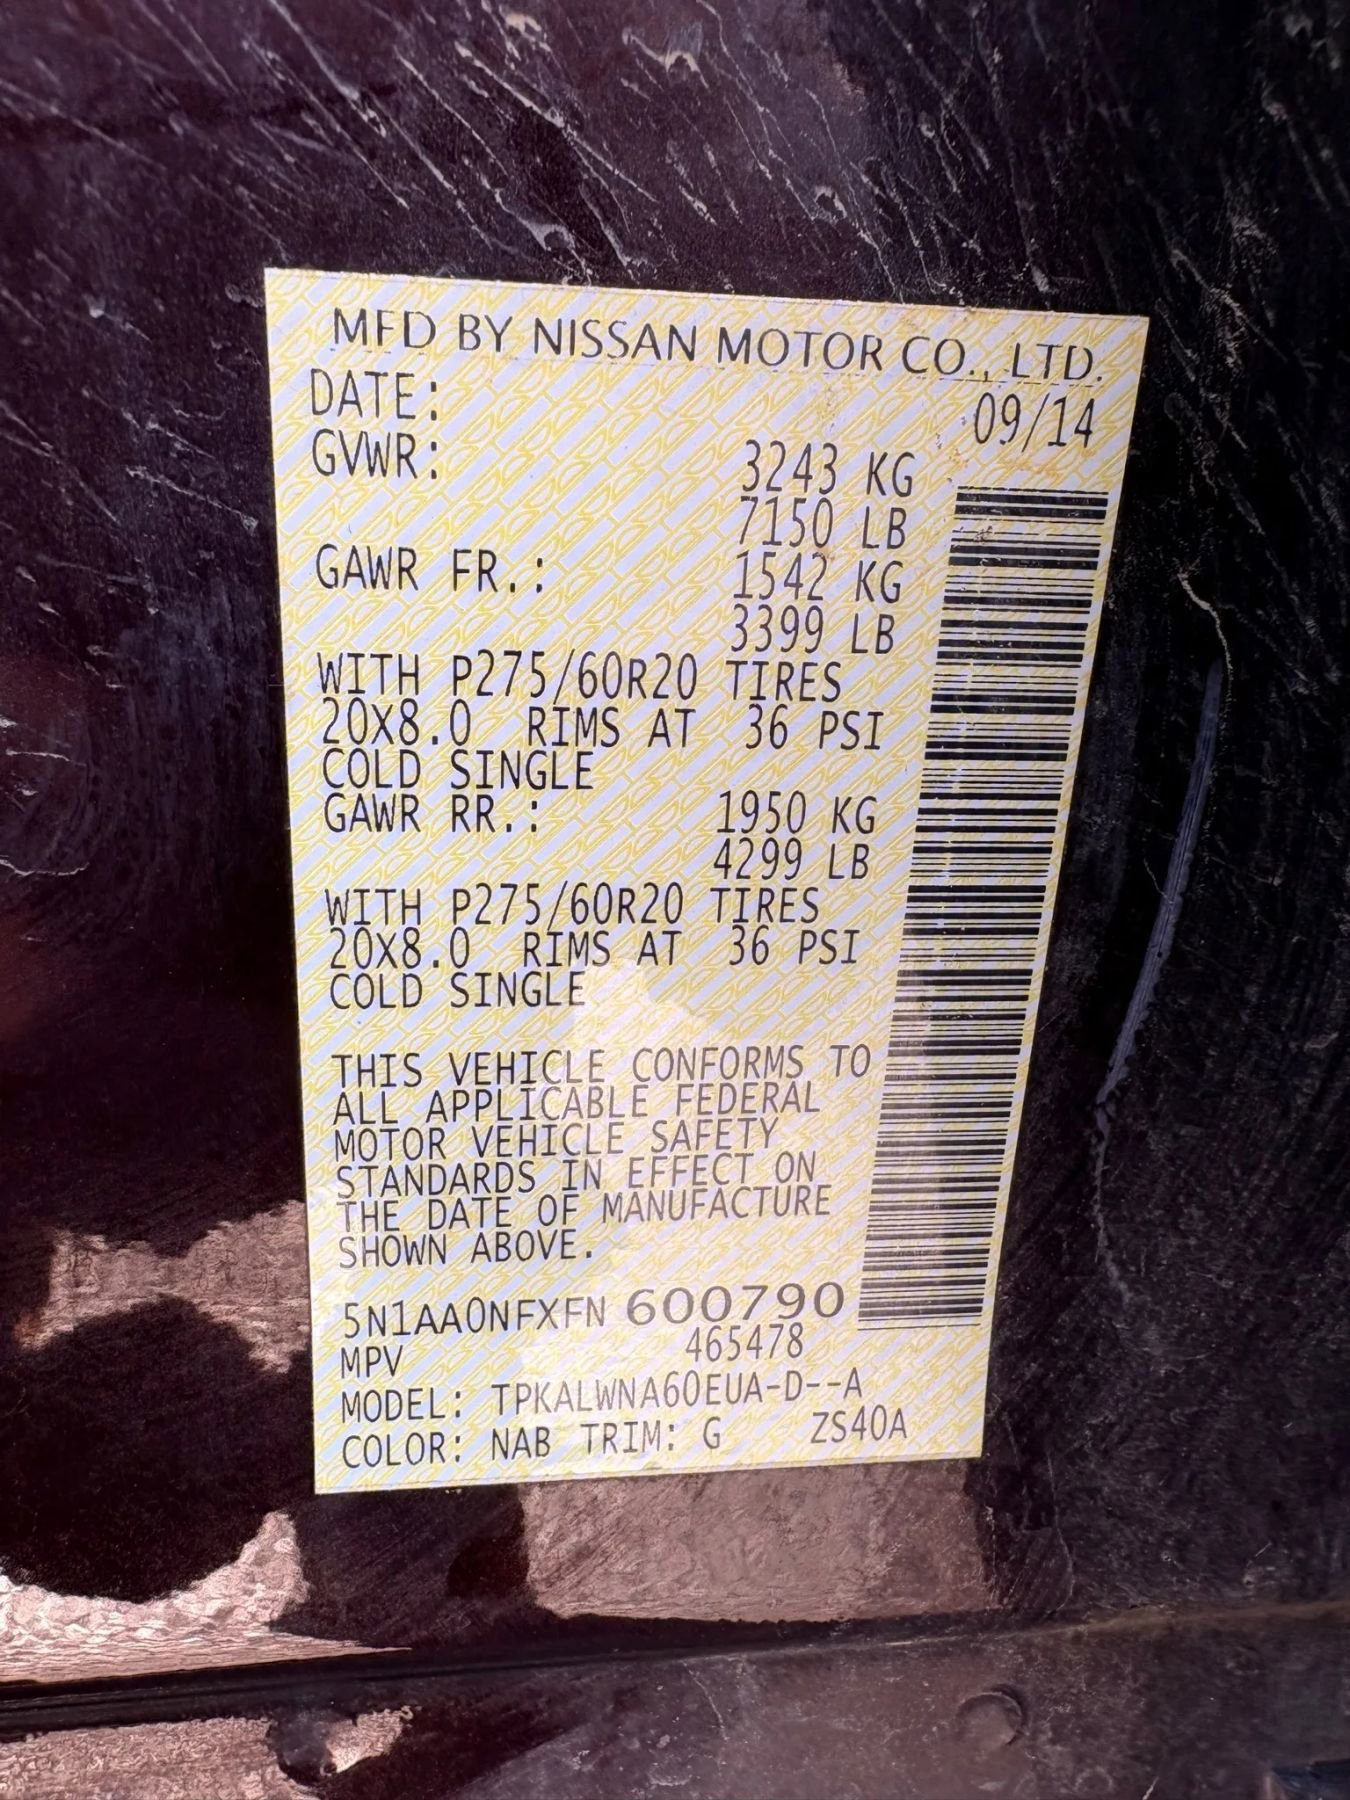 MFD BY NISSAN MOTOR CO., LTD.
DATE: 09/14
GVWR: 3243 KG
7150 LB
GAWR FR.: 1542 KG
3399 LB
WITH P275/60R20 TIRES
20X8.0 RIMS AT 36 PSI
COLD SINGLE
GAWR RR.: 1950 KG
4299 LB
WITH P275/60R20 TIRES
20X8.0 RIMS AT 36 PSI
COLD SINGLE
THIS VEHICLE CONFORMS TO
ALL APPLICABLE FEDERAL
MOTOR VEHICLE SAFETY
STANDARDS IN EFFECT ON
THE DATE OF MANUFACTURE
SHOWN ABOVE.
5N1AA0NFXFN 600790
MPV 465478
MODEL: TPKALWNA60EUA-D--A
COLOR: NAB TRIM: G ZS40A